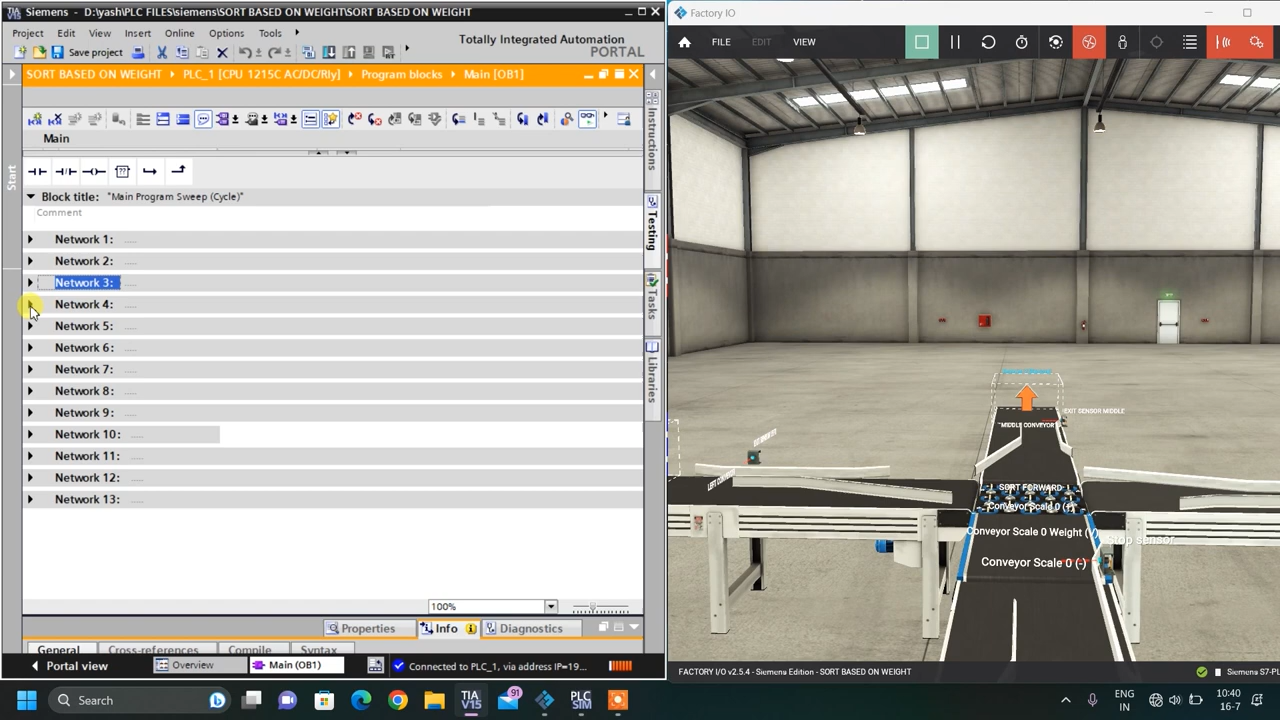 Siemens - D:\yash\PLC FILES\siemens\SORT BASED ON WEIGHT\SORT BASED ON WEIGHT
Project Edit View Insert Online Options Tools
Totally Integrated Automation
PORTAL
Save project
SORT BASED ON WEIGHT PLC_1 [CPU 1215C AC/DC/Rly] Program blocks Main [OB1]
Main
Block title: "Main Program Sweep (Cycle)"
Comment
Network 1: .....
Network 2: .....
Network 3: .....
Network 4: .....
Network 5: .....
Network 6: .....
Network 7: .....
Network 8: .....
Network 9: .....
Network 10: .....
Network 11: .....
Network 12: .....
Network 13: .....
100%
Properties Info Diagnostics
General Cross-references Compile Syntax
Portal view Overview Main (OB1) Connected to PLC_1, via address IP=19...
Start
Instructions
Testing
Tasks
Libraries
Factory IO
FILE EDIT VIEW
EXIT SENSOR MIDDLE
"MIDDLE CONVEYOR"
LEFT CONVEYOR
SORT FORWARD
Conveyor Scale 0 (+)
Conveyor Scale 0 Weight (V)
Stop sensor
Conveyor Scale 0 (-)
FACTORY I/O v2.5.4 - Siemens Edition - SORT BASED ON WEIGHT
Siemens S7-PL
Search
TIA
V15
91
PLC
SIM
ENG
IN
10:40
16-7